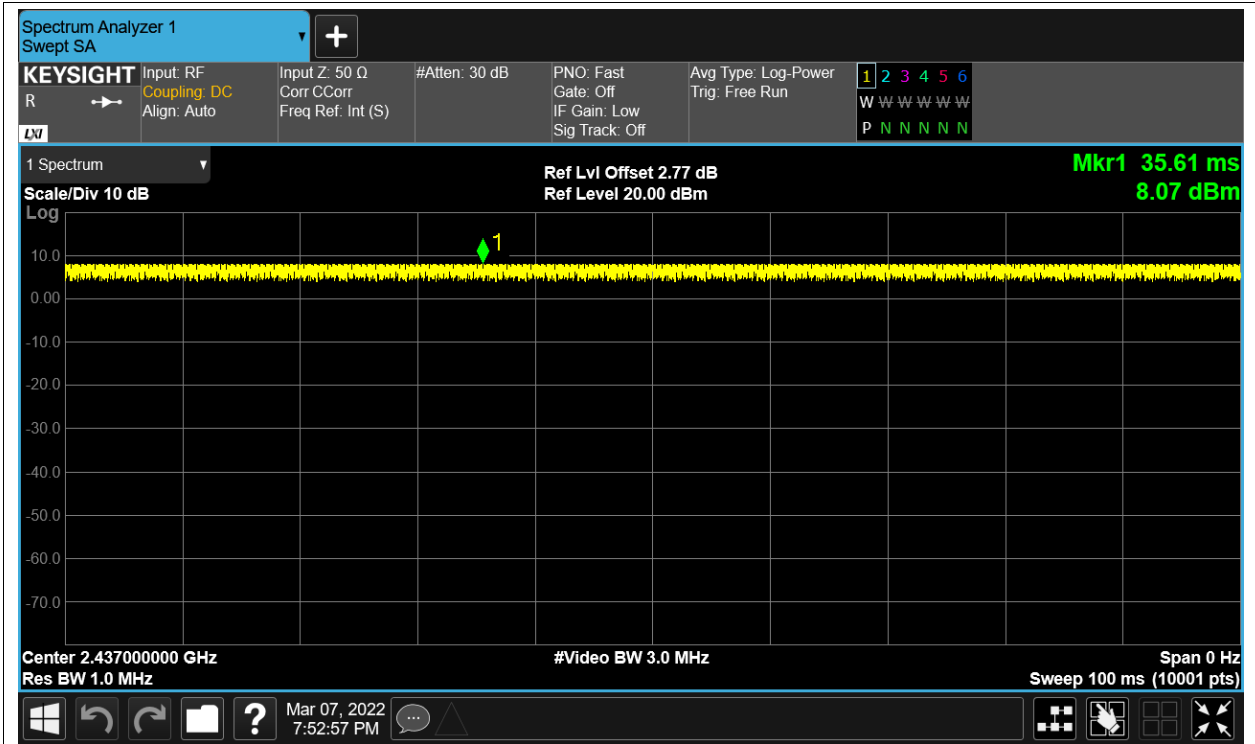 Spectrum Analyzer 1
Swept SA
KEYSIGHT Input: RF Input Z: 50 Ω #Atten: 30 dB PNO: Fast Avg Type: Log-Power 1 2 3 4 5 6
R Coupling: DC Corr CCorr Gate: Off Trig: Free Run W W W W W W
Align: Auto Freq Ref: Int (S) IF Gain: Low
LXI Sig Track: Off P N N N N N
1 Spectrum Ref Lvl Offset 2.77 dB Mkr1 35.61 ms
Scale/Div 10 dB Ref Level 20.00 dBm 8.07 dBm
Log
1
10.0
0.00
-10.0
-20.0
-30.0
-40.0
-50.0
-60.0
-70.0
Center 2.437000000 GHz #Video BW 3.0 MHz Span 0 Hz
Res BW 1.0 MHz Sweep 100 ms (10001 pts)
? Mar 07, 2022
7:52:57 PM